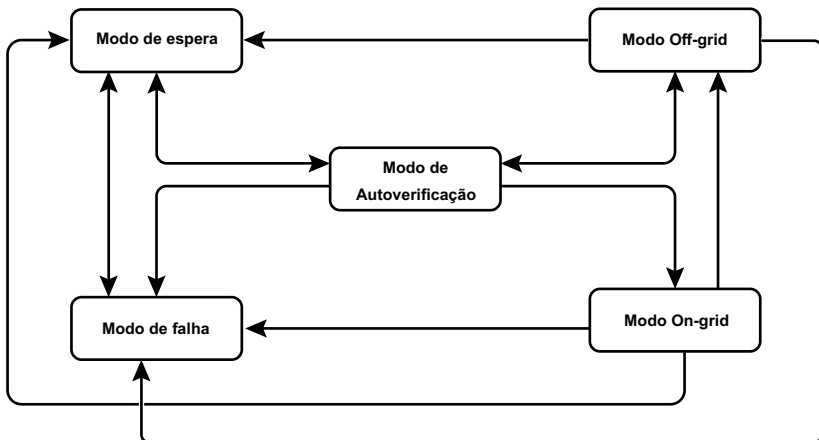 Modo de espera
Modo Off-grid
Modo de
Autoverificação
Modo de falha
Modo On-grid